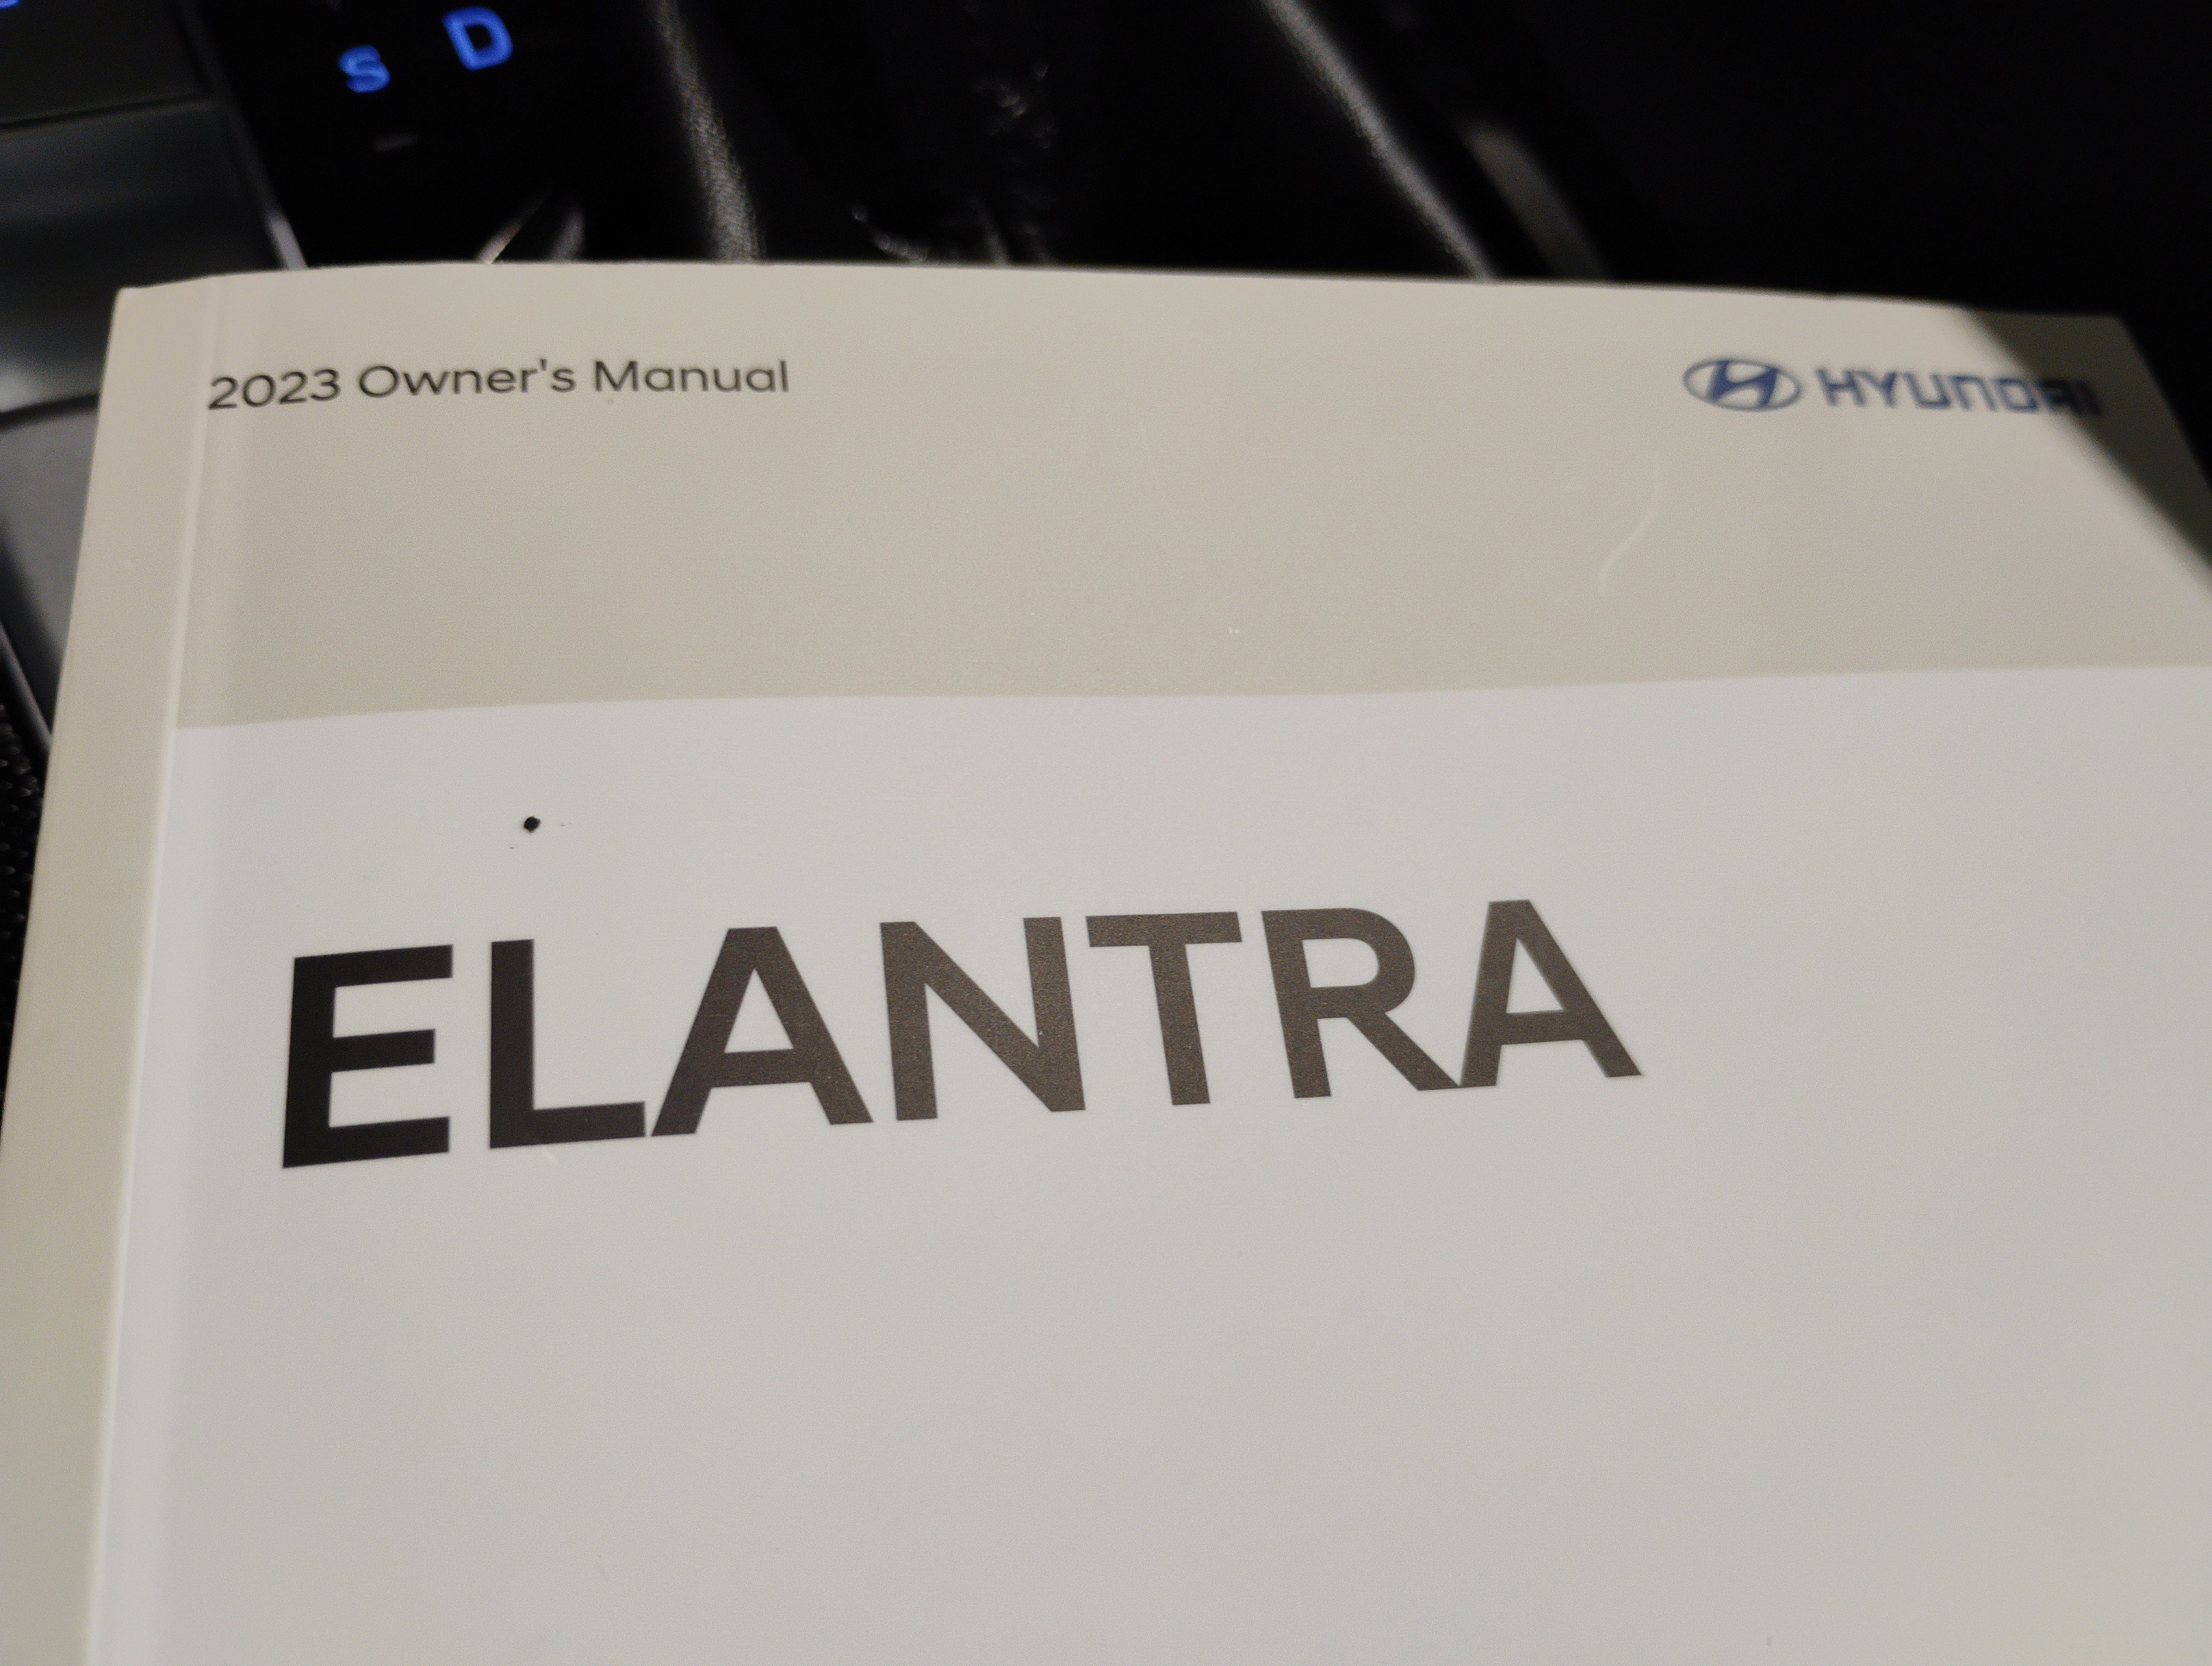 S D
2023 Owner's Manual
HYUNDAI
ELANTRA